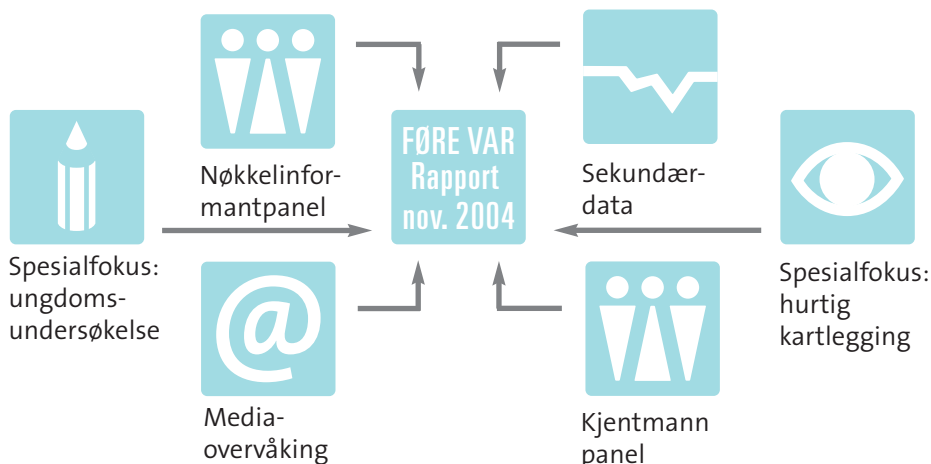 Nøkkelinfor-
mantpanel
FØRE VAR
Rapport
nov. 2004
Sekundær-
data
Spesialfokus:
ungdoms-
undersøkelse
@
Media-
overvåking
Kjentmann
panel
Spesialfokus:
hurtig
kartlegging